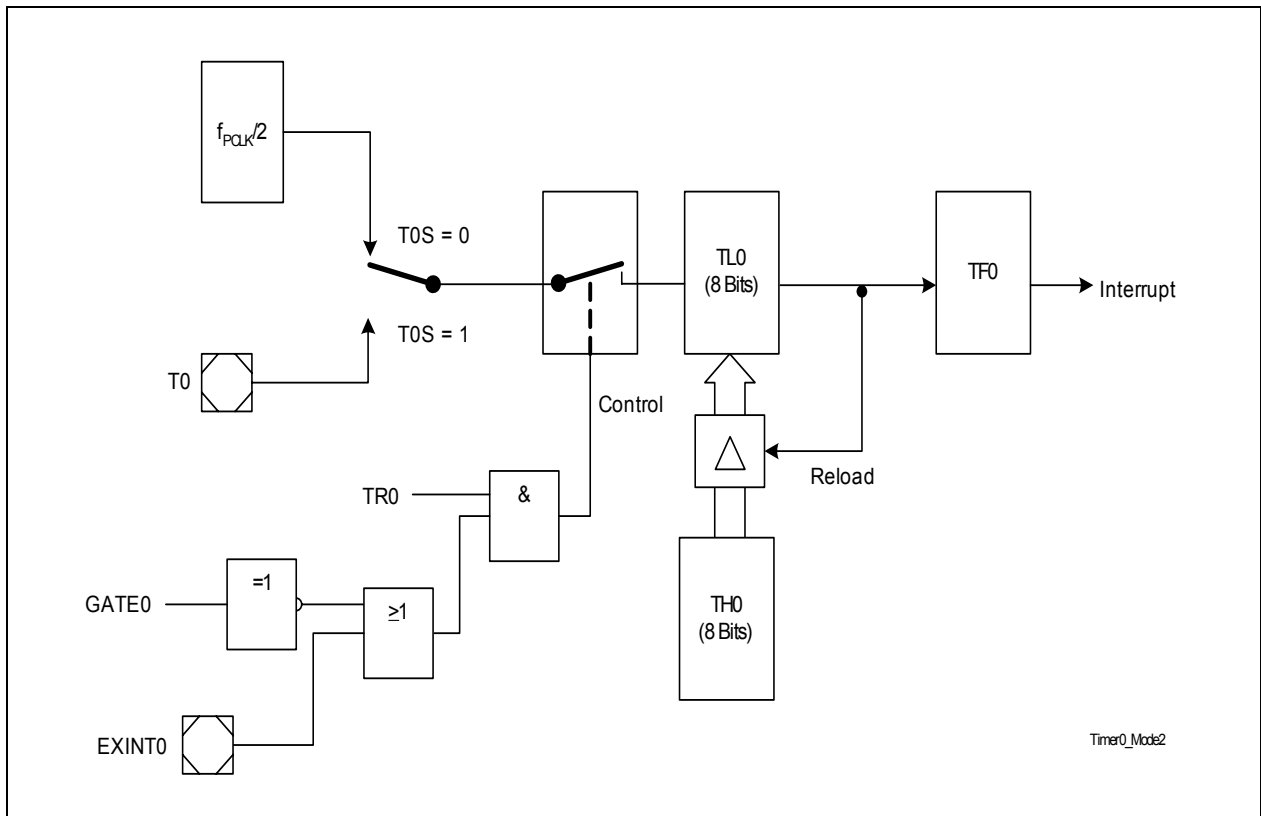 fPCLK/2
T0S = 0
T0S = 1
T0
TL0
(8 Bits)
TF0
Interrupt
Control
Reload
TR0
&
GATE0
=1
≥1
TH0
(8 Bits)
EXINT0
Timer0_Mode2